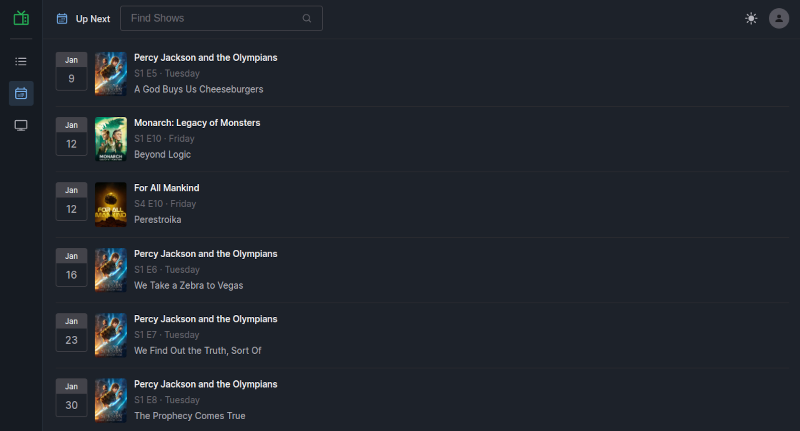 Up Next
Find Shows
Jan
9
Percy Jackson and the Olympians
S1 E5 · Tuesday
A God Buys Us Cheeseburgers
Jan
12
MONARCH
Monarch: Legacy of Monsters
S1 E10 · Friday
Beyond Logic
Jan
12
FOR ALL MANKIND
For All Mankind
S4 E10 · Friday
Perestroika
Jan
16
Percy Jackson and the Olympians
S1 E6 · Tuesday
We Take a Zebra to Vegas
Jan
23
Percy Jackson and the Olympians
S1 E7 · Tuesday
We Find Out the Truth, Sort Of
Jan
30
Percy Jackson and the Olympians
S1 E8 · Tuesday
The Prophecy Comes True